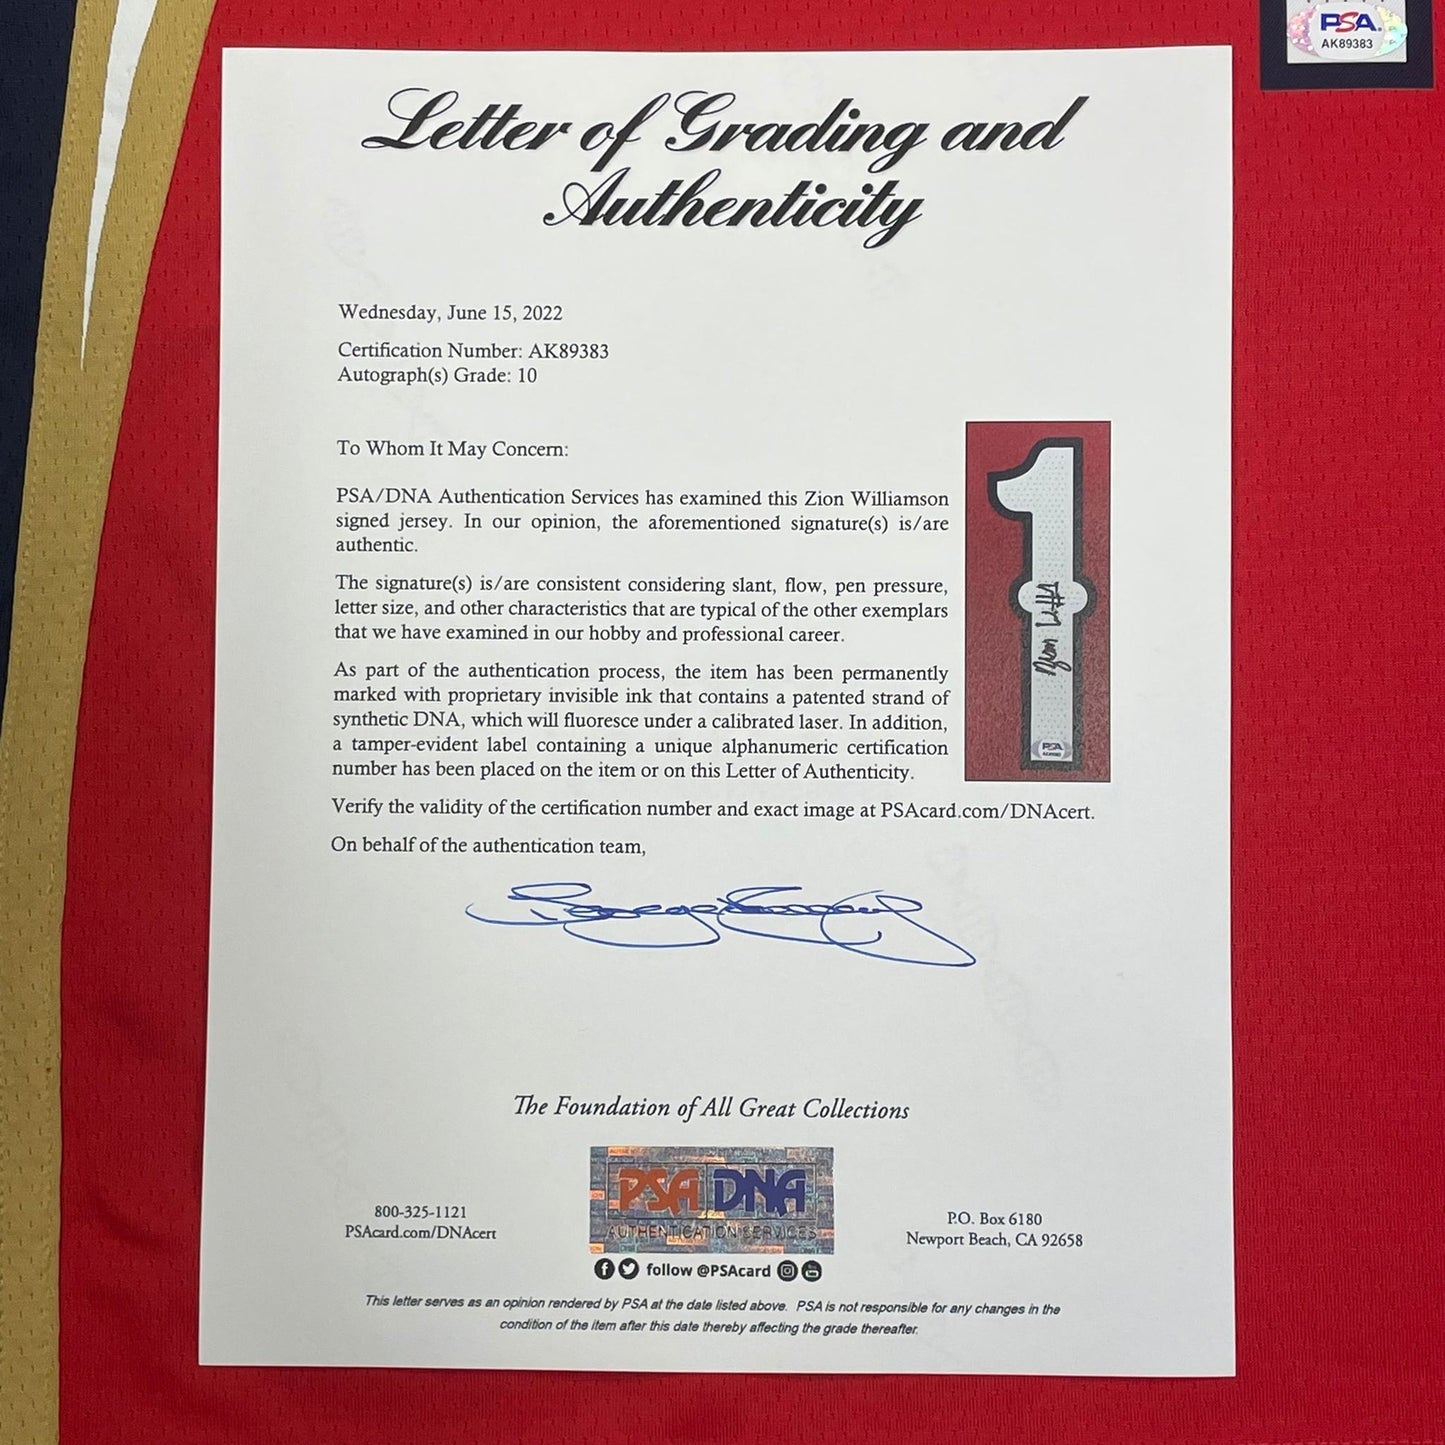 PSA.
AK89383
Letter of Grading and
Authenticity
Wednesday, June 15, 2022
Certification Number: AK89383
Autograph(s) Grade: 10
To Whom It May Concern:
PSA/DNA Authentication Services has examined this Zion Williamson
signed jersey. In our opinion, the aforementioned signature(s) is/are
authentic.
The signature(s) is/are consistent considering slant, flow, pen pressure,
letter size, and other characteristics that are typical of the other exemplars
that we have examined in our hobby and professional career.
As part of the authentication process, the item has been permanently
marked with proprietary invisible ink that contains a patented strand of
synthetic DNA, which will fluoresce under a calibrated laser. In addition,
a tamper-evident label containing a unique alphanumeric certification
number has been placed on the item or on this Letter of Authenticity.
1
PSA
Verify the validity of the certification number and exact image at PSAcard.com/DNAcert.
On behalf of the authentication team,
The Foundation of All Great Collections
PSA DNA
AUTHENTICATION SERVICES
800-325-1121
PSAcard.com/DNAcert
P.O. Box 6180
Newport Beach, CA 92658
follow @PSAcard
This letter serves as an opinion rendered by PSA at the date listed above. PSA is not responsible for any changes in the
condition of the item after this date thereby affecting the grade thereafter.